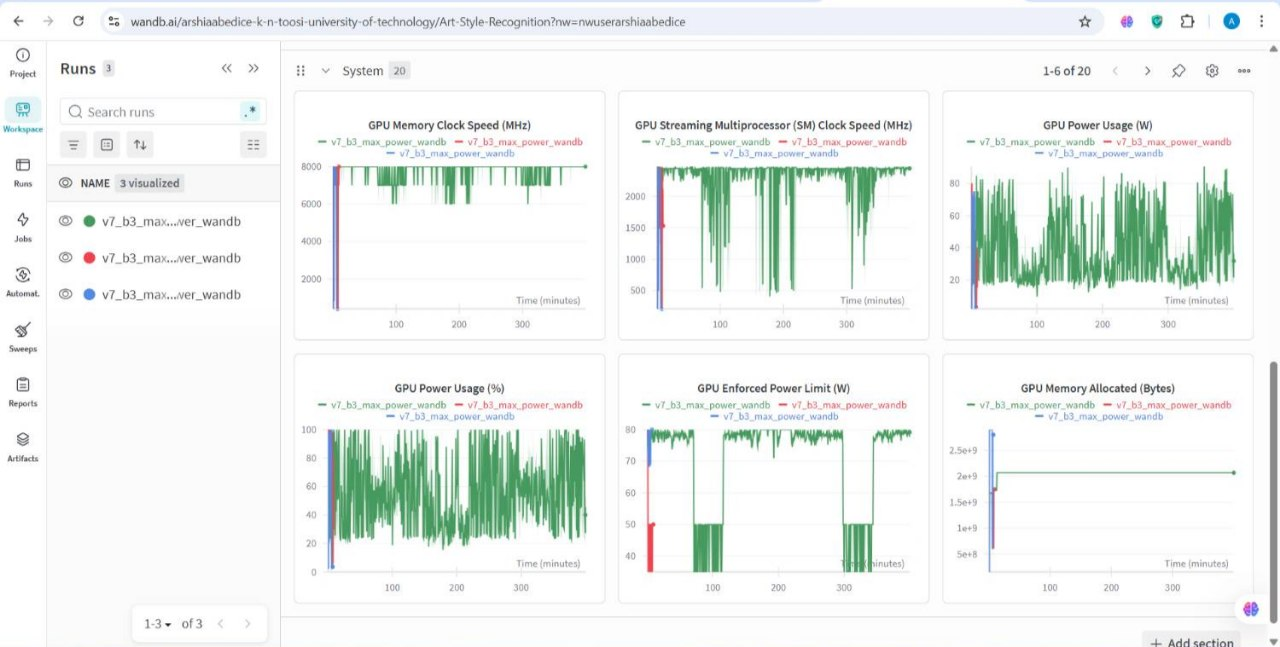 wandb.ai/arshiaabedice-k-n-toosi-university-of-technology/Art-Style-Recognition?nw=nwuserarshiaabedice
A
Project
Workspace
Runs
Jobs
Automat.
Sweeps
Reports
Artifacts
Runs 3
Search runs
.*
NAME 3 visualized
v7_b3_max...ver_wandb
v7_b3_max...ver_wandb
v7_b3_max...ver_wandb
1-3 of 3
System 20
1-6 of 20
GPU Memory Clock Speed (MHz)
v7_b3_max_power_wandb v7_b3_max_power_wandb
v7_b3_max_power_wandb
8000
6000
4000
2000
Time (minutes)
100 200 300
GPU Streaming Multiprocessor (SM) Clock Speed (MHz)
v7_b3_max_power_wandb v7_b3_max_power_wandb
v7_b3_max_power_wandb
2000
1500
1000
500
Time (minutes)
100 200 300
GPU Power Usage (W)
v7_b3_max_power_wandb v7_b3_max_power_wandb
v7_b3_max_power_wandb
80
60
40
20
Time (minutes)
100 200 300
GPU Power Usage (%)
v7_b3_max_power_wandb v7_b3_max_power_wandb
v7_b3_max_power_wandb
100
80
60
40
20
0
Time (minutes)
100 200 300
GPU Enforced Power Limit (W)
v7_b3_max_power_wandb v7_b3_max_power_wandb
v7_b3_max_power_wandb
80
70
60
50
40
Time (minutes)
100 200 300
GPU Memory Allocated (Bytes)
v7_b3_max_power_wandb v7_b3_max_power_wandb
v7_b3_max_power_wandb
2.5e+9
2e+9
1.5e+9
1e+9
5e+8
Time (minutes)
100 200 300
+ Add section